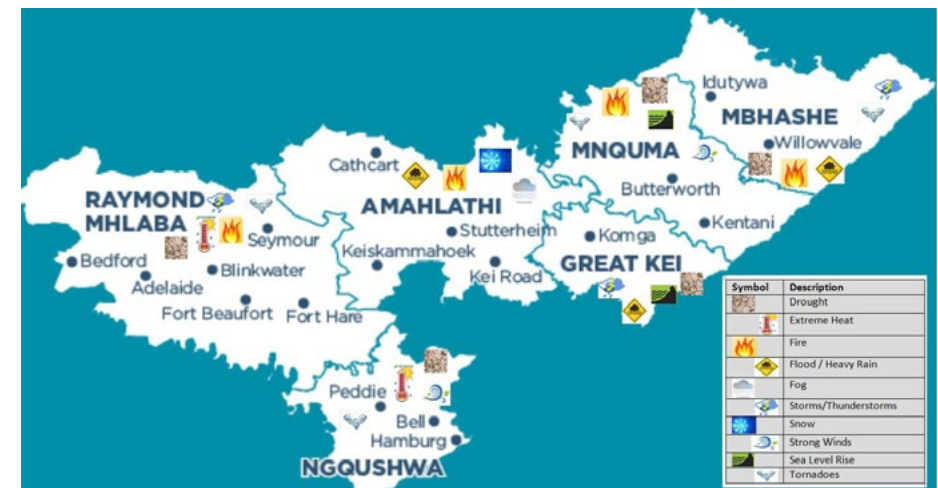 Idutywa
MBHASHE
Willowvale
MNQUMA
Butterworth
Kentani
Cathcart
AMAHLATHI
Stutterheim
Keiskammahoek
Kei Road
Komga
GREAT KEI
RAYMOND
MHLABA
Seymour
Bedford
Blinkwater
Adelaide
Fort Beaufort
Fort Hare
Peddie
Bell
Hamburg
NGQUSHWA
Symbol Description
Drought
Extreme Heat
Fire
Flood / Heavy Rain
Fog
Storms/Thunderstorms
Snow
Strong Winds
Sea Level Rise
Tornadoes